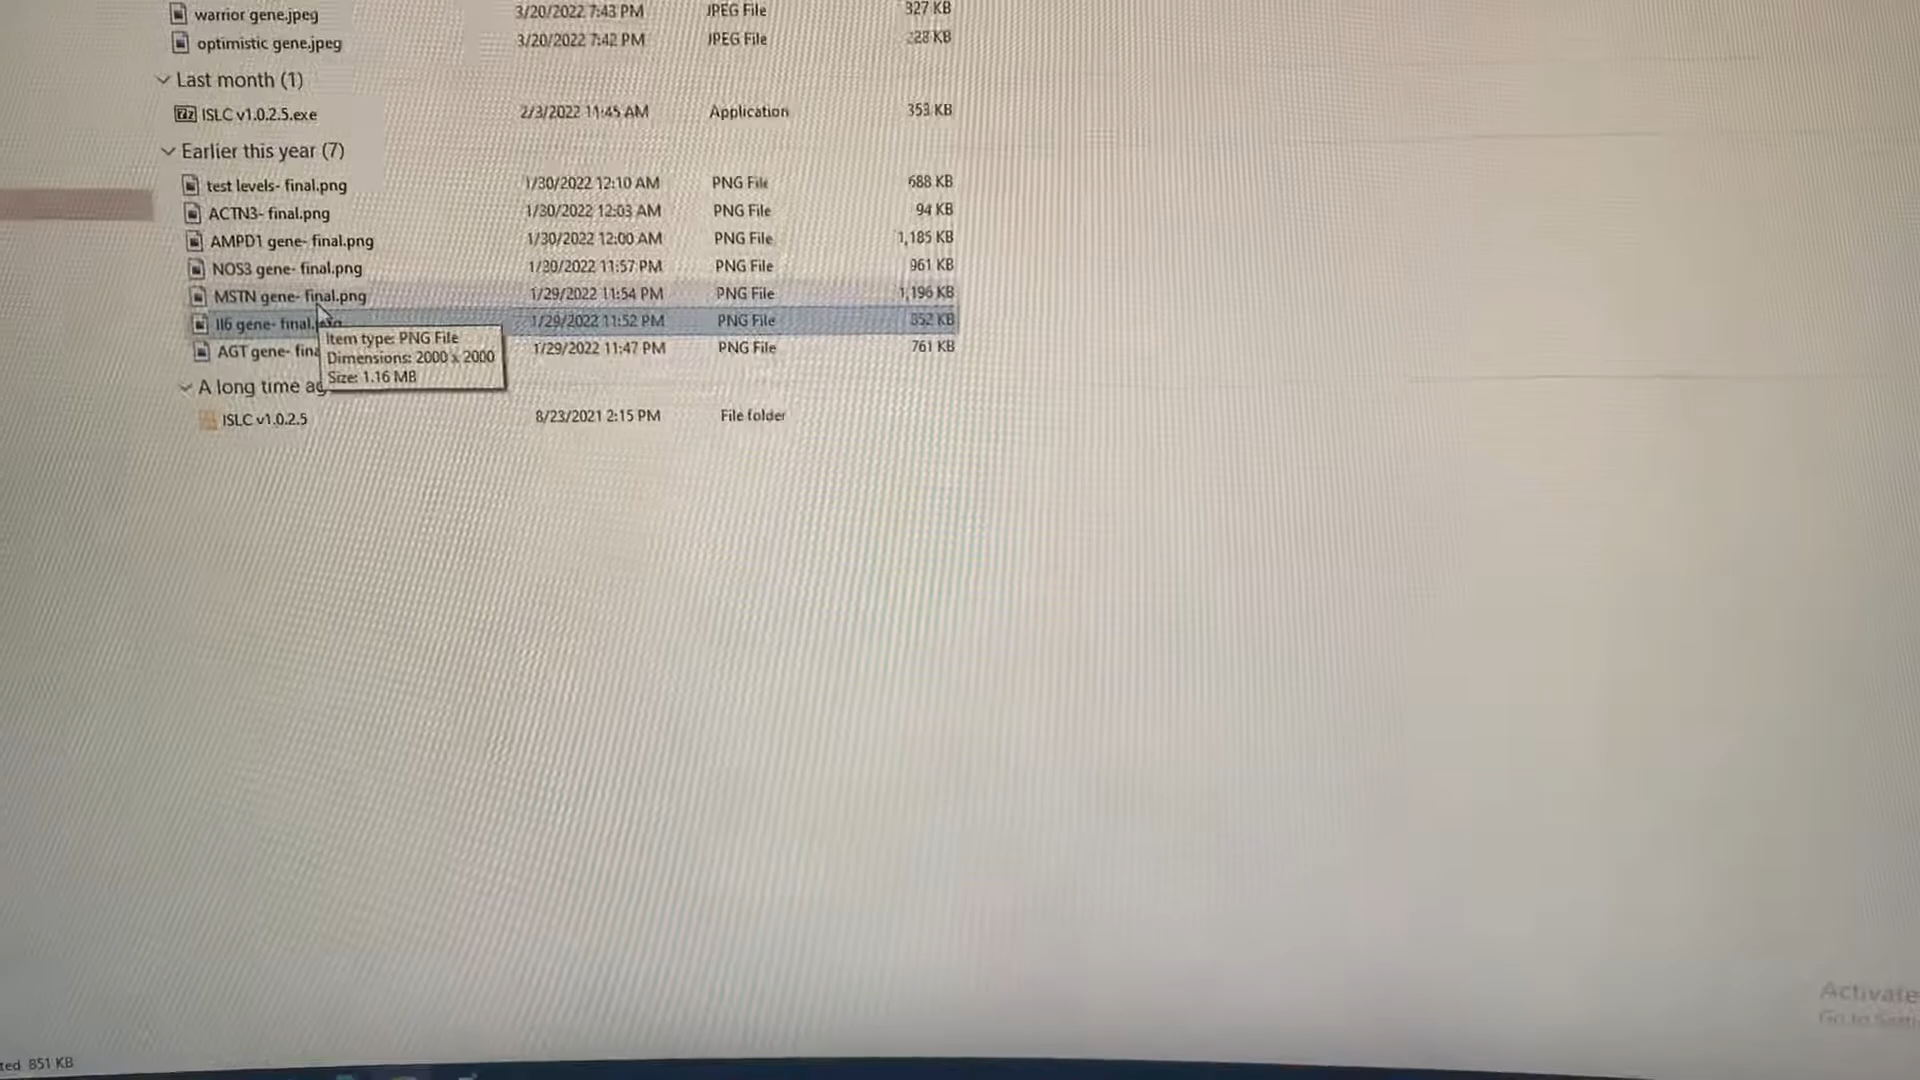 warrior gene.jpeg 3/20/2022 7:43 PM JPEG File 327 KB
optimistic gene.jpeg 3/20/2022 7:42 PM JPEG File 228 KB
Last month (1)
ISLC v1.0.2.5.exe 2/3/2022 11:45 AM Application 353 KB
Earlier this year (7)
test levels- final.png 1/30/2022 12:10 AM PNG File 688 KB
ACTN3- final.png 1/30/2022 12:03 AM PNG File 94 KB
AMPD1 gene- final.png 1/30/2022 12:00 AM PNG File 1,185 KB
NOS3 gene- final.png 11:57 PM PNG File 961 KB
MSTN gene- final.png 1/29/2022 11:54 PM PNG File 1,196 KB
Il6 gene- final. 1/29/2022 11:52 PM PNG File 852 KB
AGT gene- fina 1/29/2022 11:47 PM PNG File 761 KB
Item type: PNG File
Dimensions: 2000 x 2000
Size: 1.16 MB
A long time ag
ISLC v1.0.2.5 8/23/2021 2:15 PM File folder
Activate
Go to Setti
ted 851 KB